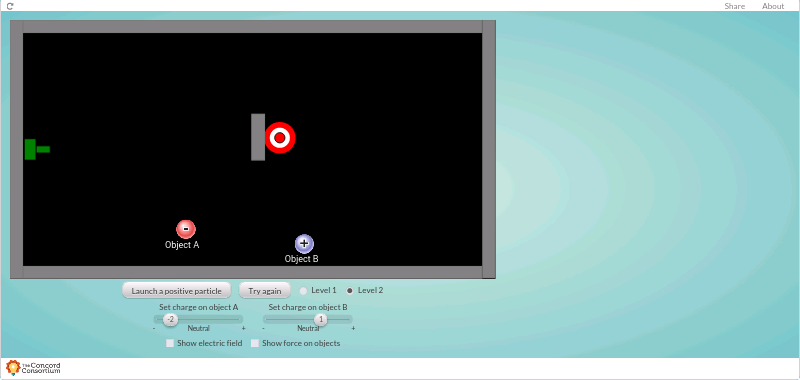 Share About
-
Object A
+
Object B
Launch a positive particle Try again Level 1 Level 2
Set charge on object A Set charge on object B
-2 1
- Neutral + - Neutral +
Show electric field Show force on objects
The Concord
Consortium